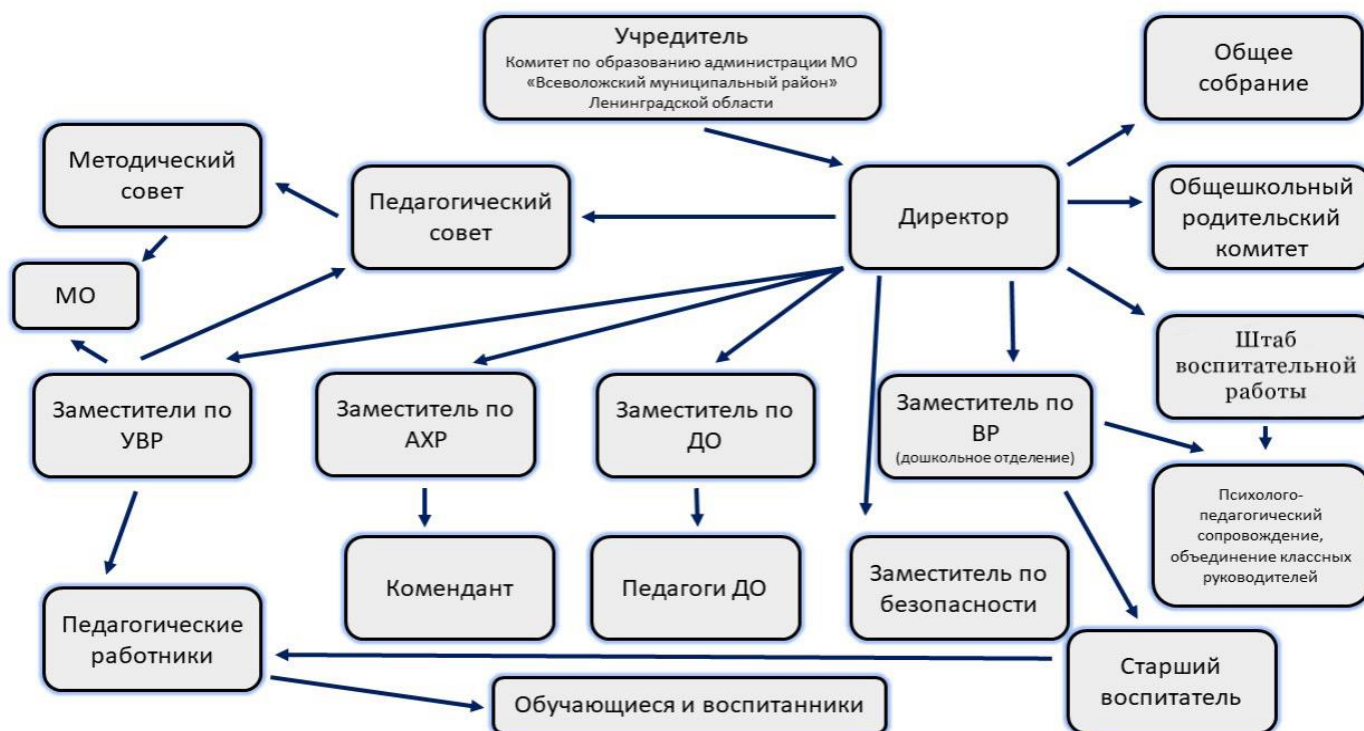 Учредитель
Комитет по образованию администрации МО
«Всеволожский муниципальный район»
Ленинградской области
Общее
собрание
Методический
совет
Педагогический
совет
Директор
Общешкольный
родительский
комитет
МО
Штаб
воспитательной
работы
Заместители по
УВР
Заместитель по
АХР
Заместитель по
ДО
Заместитель по
ВР
(дошкольное отделение)
Психолого-
педагогический
сопровождение,
объединение классных
руководителей
Комендант
Педагоги ДО
Заместитель по
безопасности
Педагогические
работники
Старший
воспитатель
Обучающиеся и воспитанники